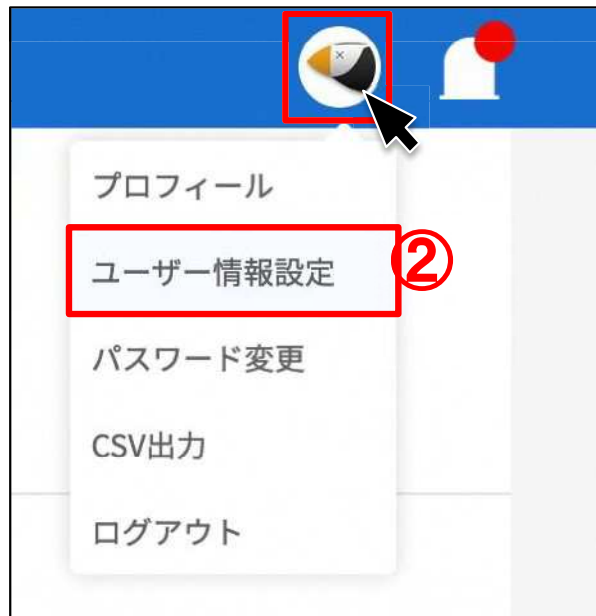 プロフィール
ユーザー情報設定 ②
パスワード変更
CSV出力
ログアウト